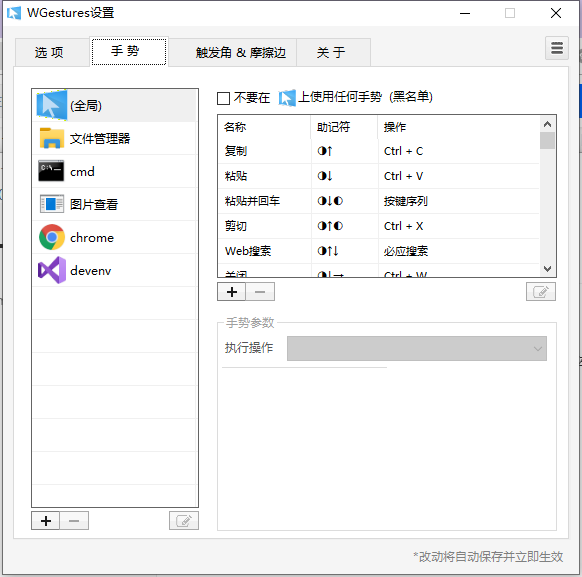 WGestures设置
选 项
手 势
触发角 & 摩擦边
关 于
(全局)
文件管理器
cmd
图片查看
chrome
devenv
不要在 上使用任何手势 (黑名单)
名称 助记符 操作
复制 ◑↑ Ctrl + C
粘贴 ◑↓ Ctrl + V
粘贴并回车 ◑↓◐ 按键序列
剪切 ◑↑◐ Ctrl + X
Web搜索 ◑↑↓ 必应搜索
关闭 ◑↓→ Ctrl + W
手势参数
执行操作
*改动将自动保存并立即生效